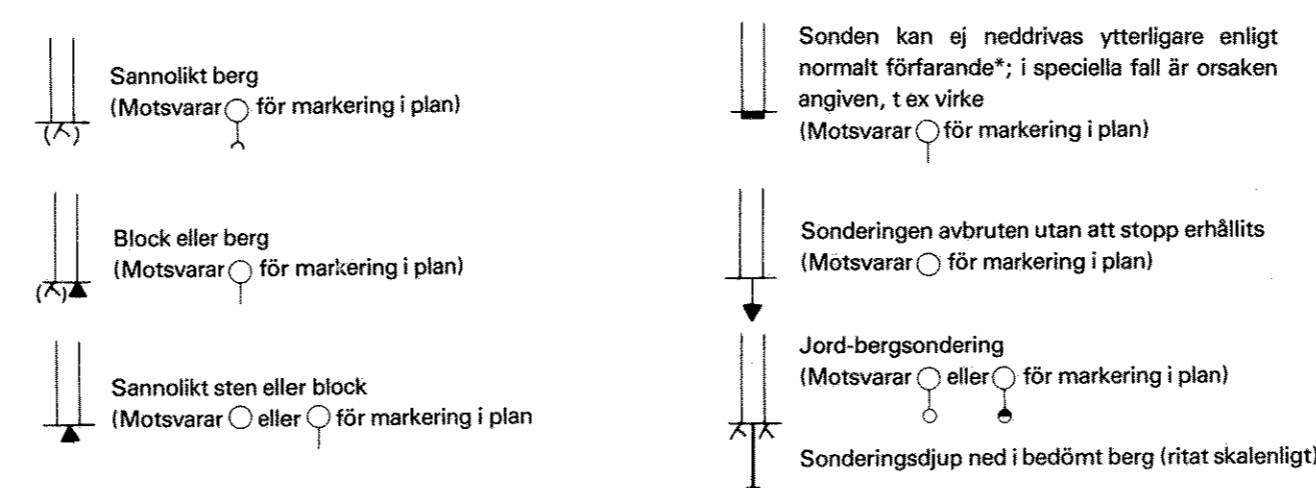 Sannolikt berg
(Motsvarar för markering i plan)
Block eller berg
(Motsvarar för markering i plan)
Sannolikt sten eller block
(Motsvarar eller för markering i plan
Sonden kan ej neddrivas ytterligare enligt
normalt förfarande*; i speciella fall är orsaken
angiven, t ex virke
(Motsvarar för markering i plan)
Sonderingen avbruten utan att stopp erhållits
(Motsvarar för markering i plan)
Jord-bergsondering
(Motsvarar eller för markering i plan)
Sonderingsdjup ned i bedömt berg (ritat skalenligt)